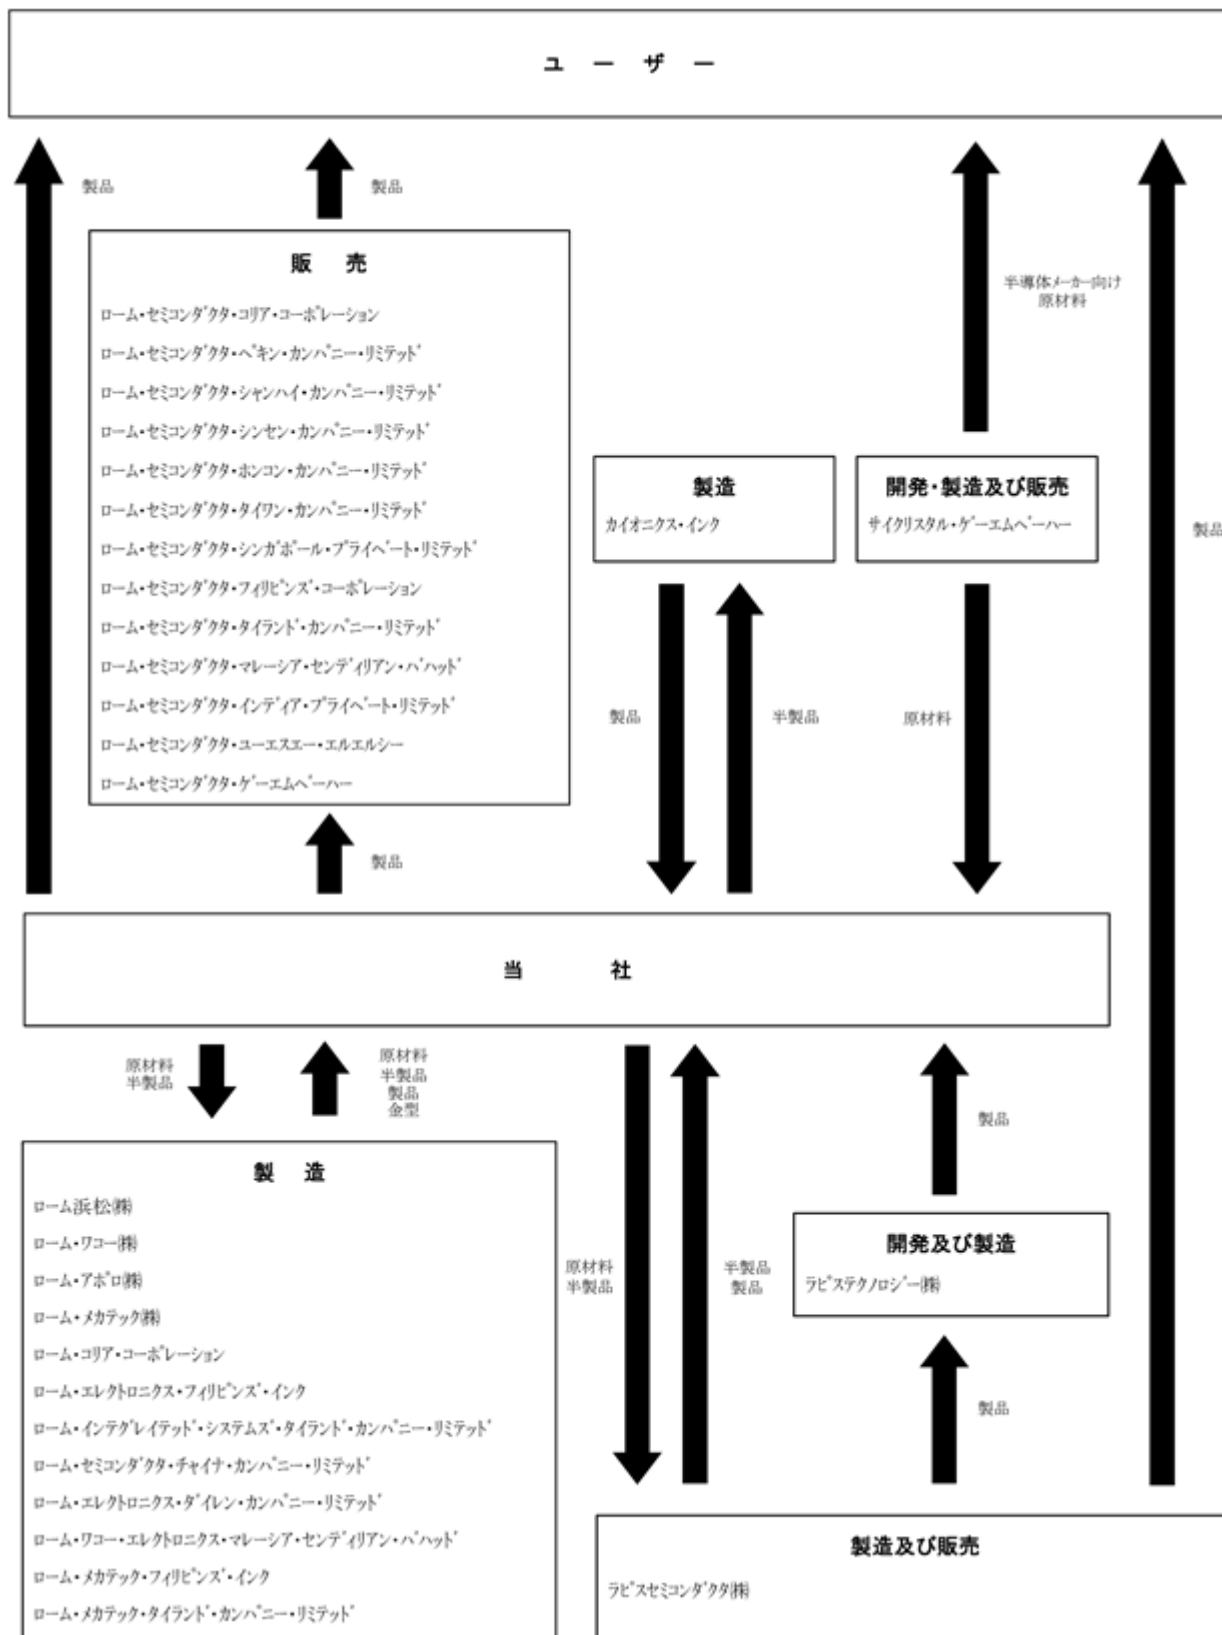 ユーザー
製品
製品
販売
ローム・セミコンダクタ・コリア・コーポレーション
ローム・セミコンダクタ・ペキン・カンパニー・リミテッド
ローム・セミコンダクタ・シャンハイ・カンパニー・リミテッド
ローム・セミコンダクタ・シンセン・カンパニー・リミテッド
ローム・セミコンダクタ・ホンコン・カンパニー・リミテッド
ローム・セミコンダクタ・タイワン・カンパニー・リミテッド
ローム・セミコンダクタ・シンガポール・プライベート・リミテッド
ローム・セミコンダクタ・フィリピンズ・コーポレーション
ローム・セミコンダクタ・タイランド・カンパニー・リミテッド
ローム・セミコンダクタ・マレーシア・センディリアン・バハッド
ローム・セミコンダクタ・インディア・プライベート・リミテッド
ローム・セミコンダクタ・ユーエスエー・エルエルシー
ローム・セミコンダクタ・ゲーエムベーハー
製品
半導体メーカー向け
原材料
製造
カイオニクス・インク
開発・製造及び販売
サイクリスタル・ゲーエムベーハー
製品
製品
半製品
原材料
当社
原材料
半製品
原材料
半製品
製品
金型
製品
製造
ローム浜松㈱
ローム・ワコー㈱
ローム・アポロ㈱
ローム・メカテック㈱
ローム・コリア・コーポレーション
ローム・エレクトロニクス・フィリピンズ・インク
ローム・インテグレイテッド・システムズ・タイランド・カンパニー・リミテッド
ローム・セミコンダクタ・チャイナ・カンパニー・リミテッド
ローム・エレクトロニクス・ダイレン・カンパニー・リミテッド
ローム・ワコー・エレクトロニクス・マレーシア・センディリアン・バハッド
ローム・メカテック・フィリピンズ・インク
ローム・メカテック・タイランド・カンパニー・リミテッド
原材料
半製品
半製品
製品
開発及び製造
ラピステクノロジー㈱
製品
製造及び販売
ラピスセミコンダクタ㈱